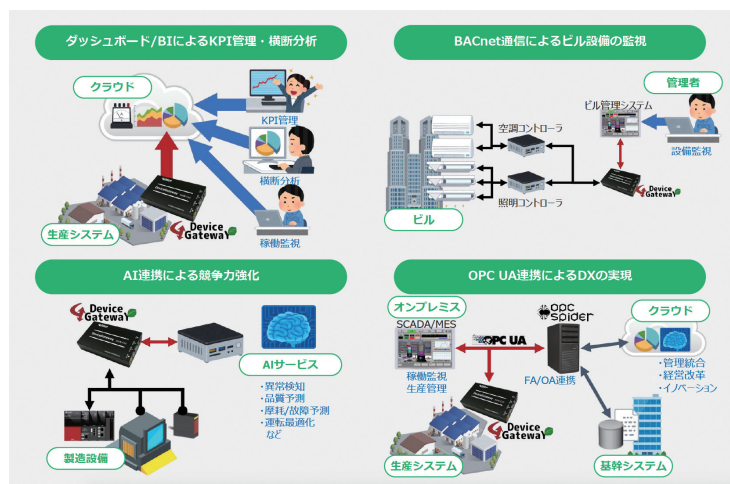 ダッシュボード/BIによるKPI管理・横断分析
クラウド
KPI管理
横断分析
稼働監視
生産システム
Device
Gateway
BACnet通信によるビル設備の監視
管理者
ビル管理システム
設備監視
空調コントローラ
照明コントローラ
Device
Gateway
ビル
AI連携による競争力強化
Device
Gateway
AIサービス
・異常検知
・品質予測
・摩耗/故障予測
・運転最適化
など
製造設備
OPC UA連携によるDXの実現
オンプレミス
SCADA/MES
稼働監視
生産管理
OPC UA
opc
spider
FA/OA連携
クラウド
・管理統合
・経営改革
・イノベーション
Device
Gateway
生産システム
基幹システム